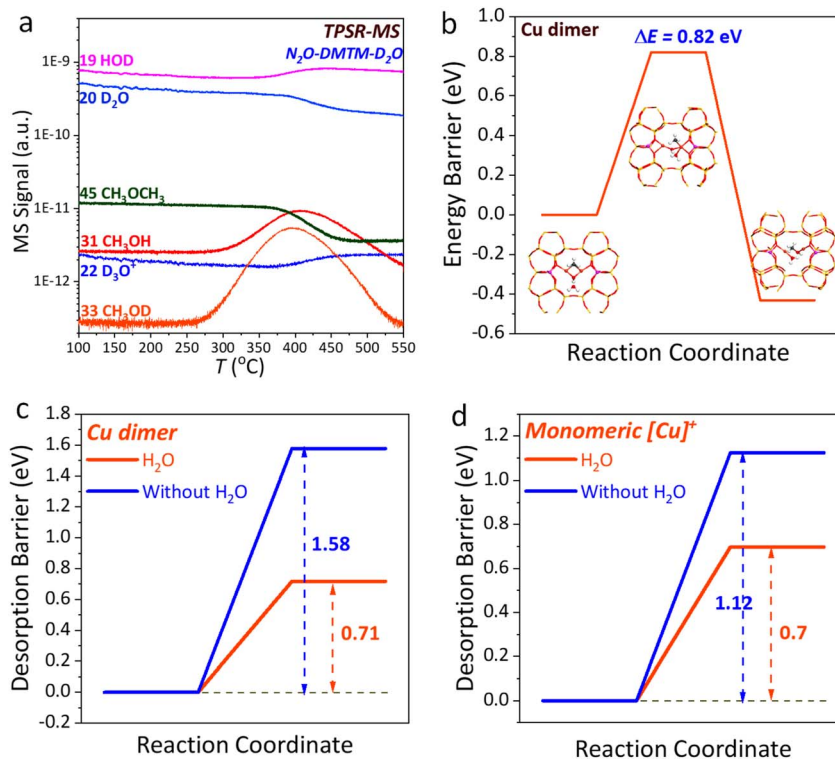 a
TPSR-MS
N₂O-DMTM-D₂O
19 HOD
20 D₂O
45 CH₃OCH₃
31 CH₃OH
22 D₃O⁺
33 CH₃OD
1E-9
1E-10
1E-11
1E-12
MS Signal (a.u.)
100 150 200 250 300 350 400 450 500 550
T (°C)
b
Cu dimer
ΔE = 0.82 eV
1.0
0.8
0.6
0.4
0.2
0.0
-0.2
-0.4
-0.6
Energy Barrier (eV)
Reaction Coordinate
c
Cu dimer
H₂O
Without H₂O
1.58
0.71
1.8
1.6
1.4
1.2
1.0
0.8
0.6
0.4
0.2
0.0
-0.2
Desorption Barrier (eV)
Reaction Coordinate
d
Monomeric [Cu]⁺
H₂O
Without H₂O
1.12
0.7
1.2
1.0
0.8
0.6
0.4
0.2
0.0
Desorption Barrier (eV)
Reaction Coordinate